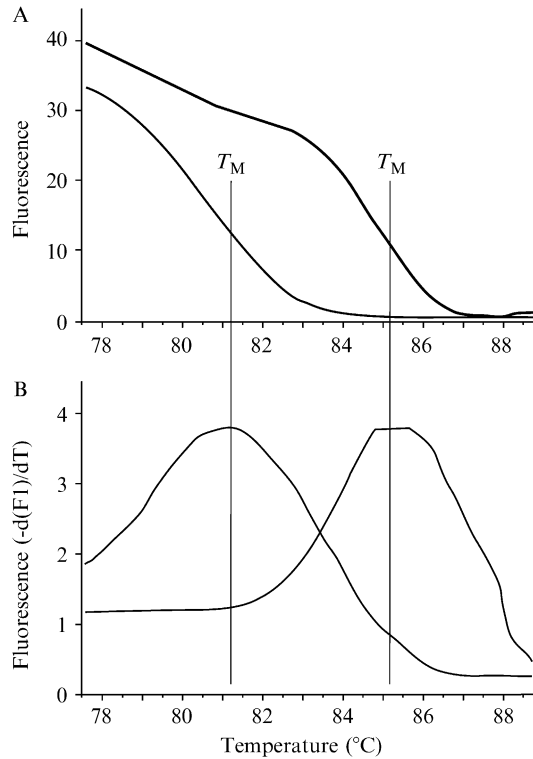 A
40
30
20
10
0
Fluorescence
T_M
T_M
78 80 82 84 86 88
B
4
3
2
1
0
Fluorescence (-d(F1)/dT)
78 80 82 84 86 88
Temperature (°C)